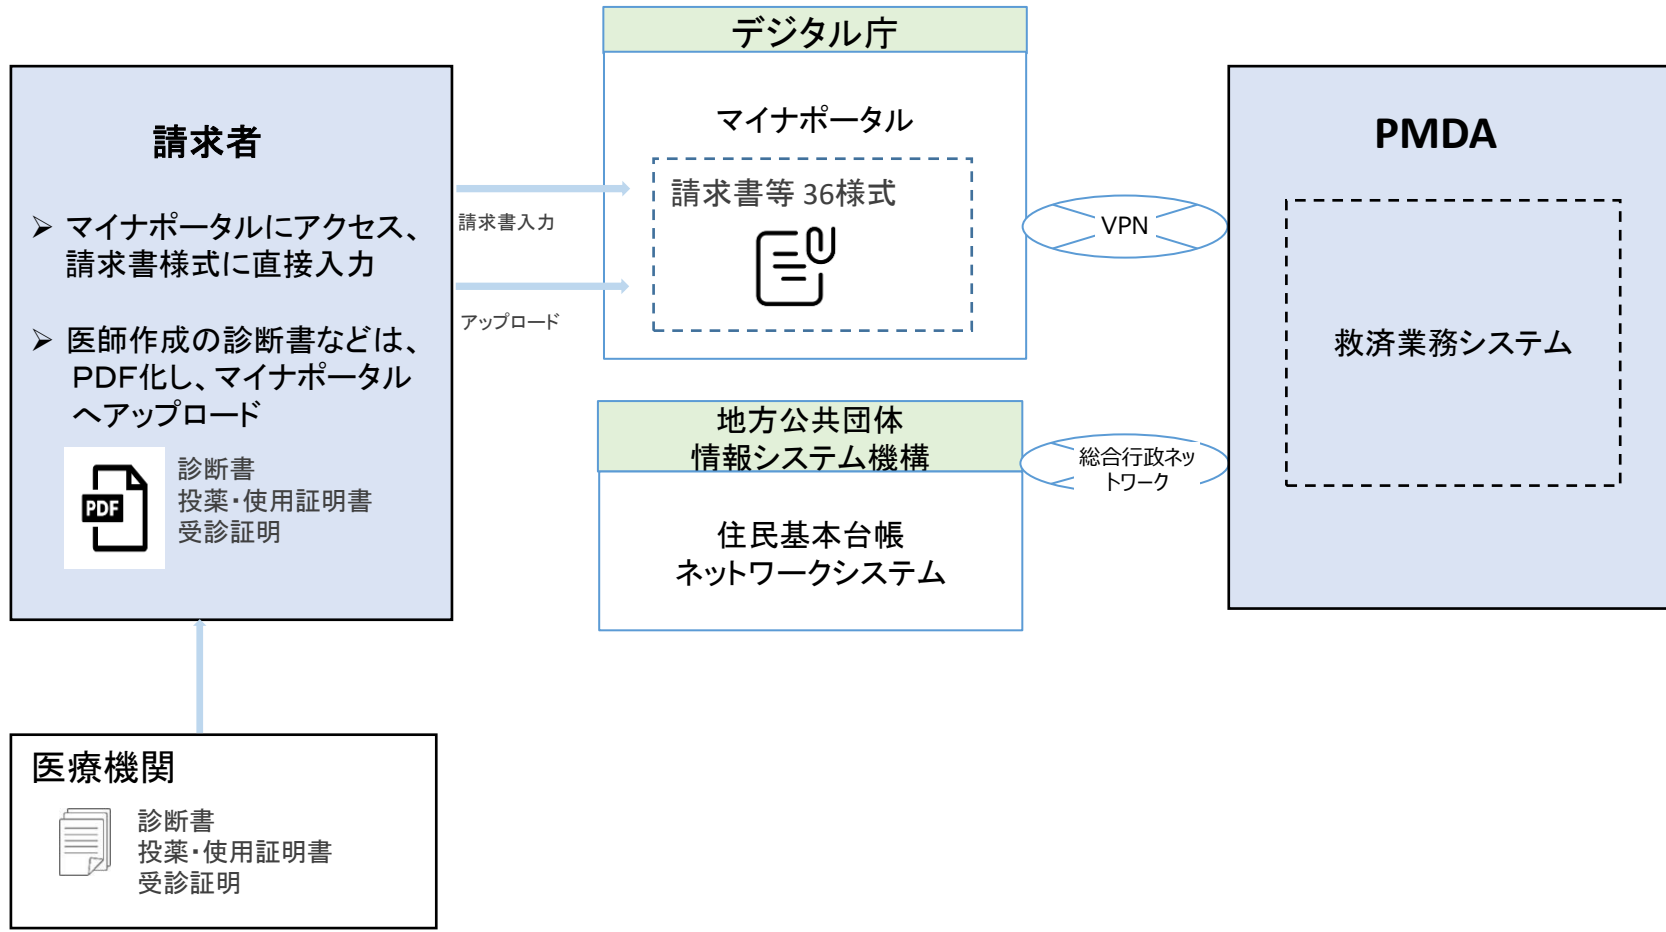 請求者
➢ マイナポータルにアクセス、
請求書様式に直接入力
➢ 医師作成の診断書などは、
PDF化し、マイナポータル
へアップロード
PDF
診断書
投薬・使用証明書
受診証明
医療機関
診断書
投薬・使用証明書
受診証明
請求書入力
アップロード
デジタル庁
マイナポータル
請求書等 36様式
地方公共団体
情報システム機構
住民基本台帳
ネットワークシステム
VPN
総合行政ネッ
トワーク
PMDA
救済業務システム